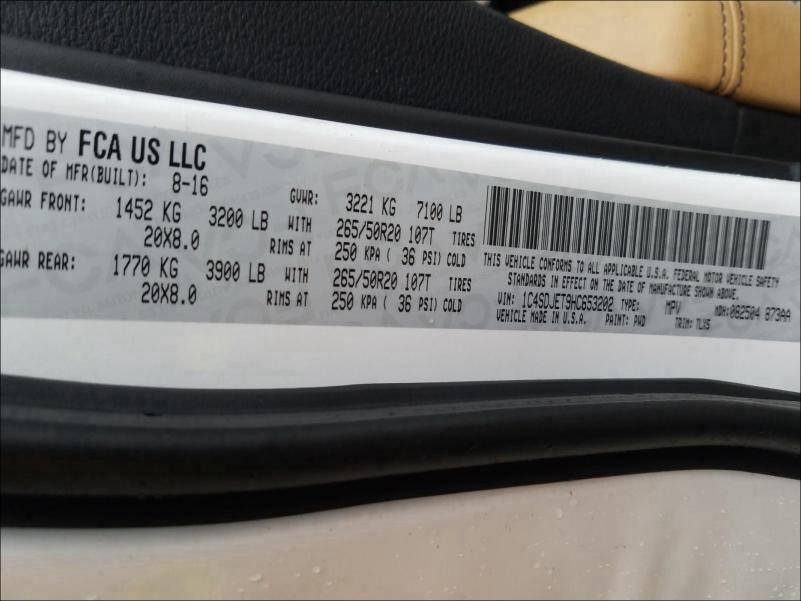 MFD BY FCA US LLC
DATE OF MFR(BUILT): 8-16 GVWR: 3221 KG 7100 LB
GAWR FRONT: 1452 KG 3200 LB WITH 265/50R20 107T TIRES
20X8.0 RIMS AT 250 KPA ( 36 PSI) COLD
GAWR REAR: 1770 KG 3900 LB WITH 265/50R20 107T TIRES
20X8.0 RIMS AT 250 KPA ( 36 PSI) COLD
THIS VEHICLE CONFORMS TO ALL APPLICABLE U.S.A. FEDERAL MOTOR VEHICLE SAFETY
STANDARDS IN EFFECT ON THE DATE OF MANUFACTURE SHOWN ABOVE.
VIN: 1C4SDJET9HC653202 TYPE: MPV MDH: 082504 873AA
VEHICLE MADE IN U.S.A. PAINT: PWD TRIM: TLXS